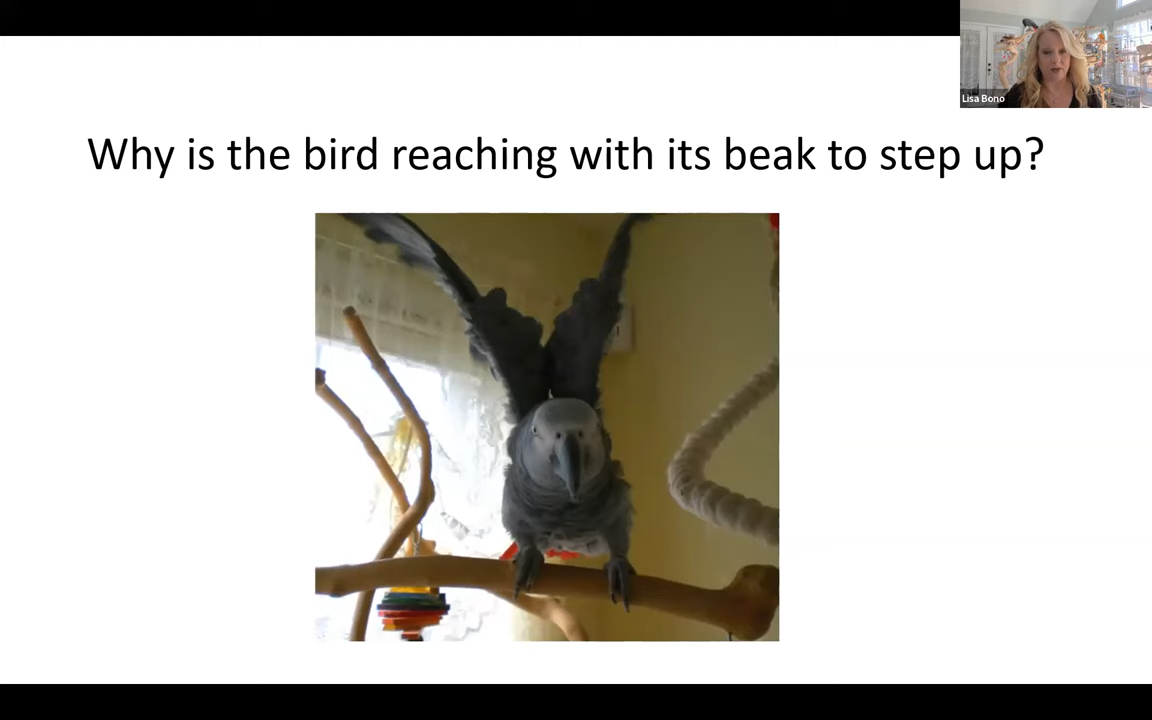 Lisa Bono
Why is the bird reaching with its beak to step up?